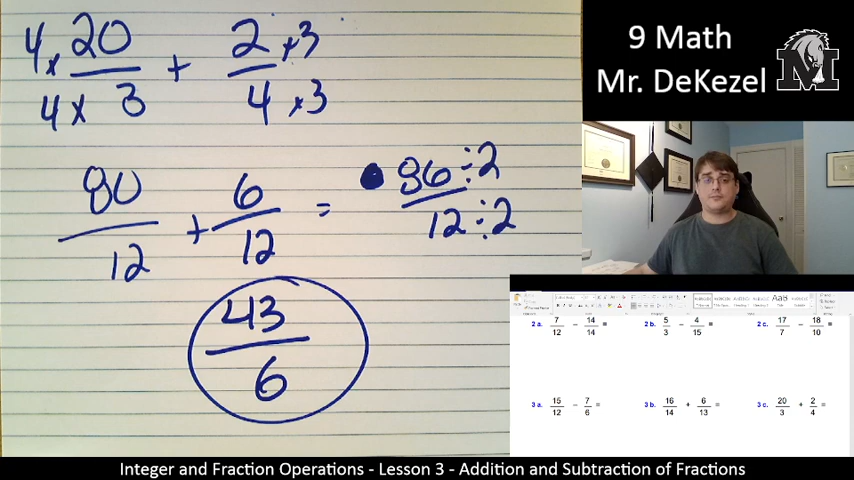 4 × 20 + 2 × 3
4 × 3 4 × 3
80 + 6 = 86 ÷ 2
12 12 12 ÷ 2
43
6
9 Math
Mr. DeKezel
M
2 a. 7/12 − 14/14 =
2 b. 5/3 − 4/15 =
2 c. 17/7 − 18/10 =
3 a. 15/12 − 7/6 =
3 b. 16/14 + 6/13 =
3 c. 20/3 + 2/4 =
Integer and Fraction Operations - Lesson 3 - Addition and Subtraction of Fractions